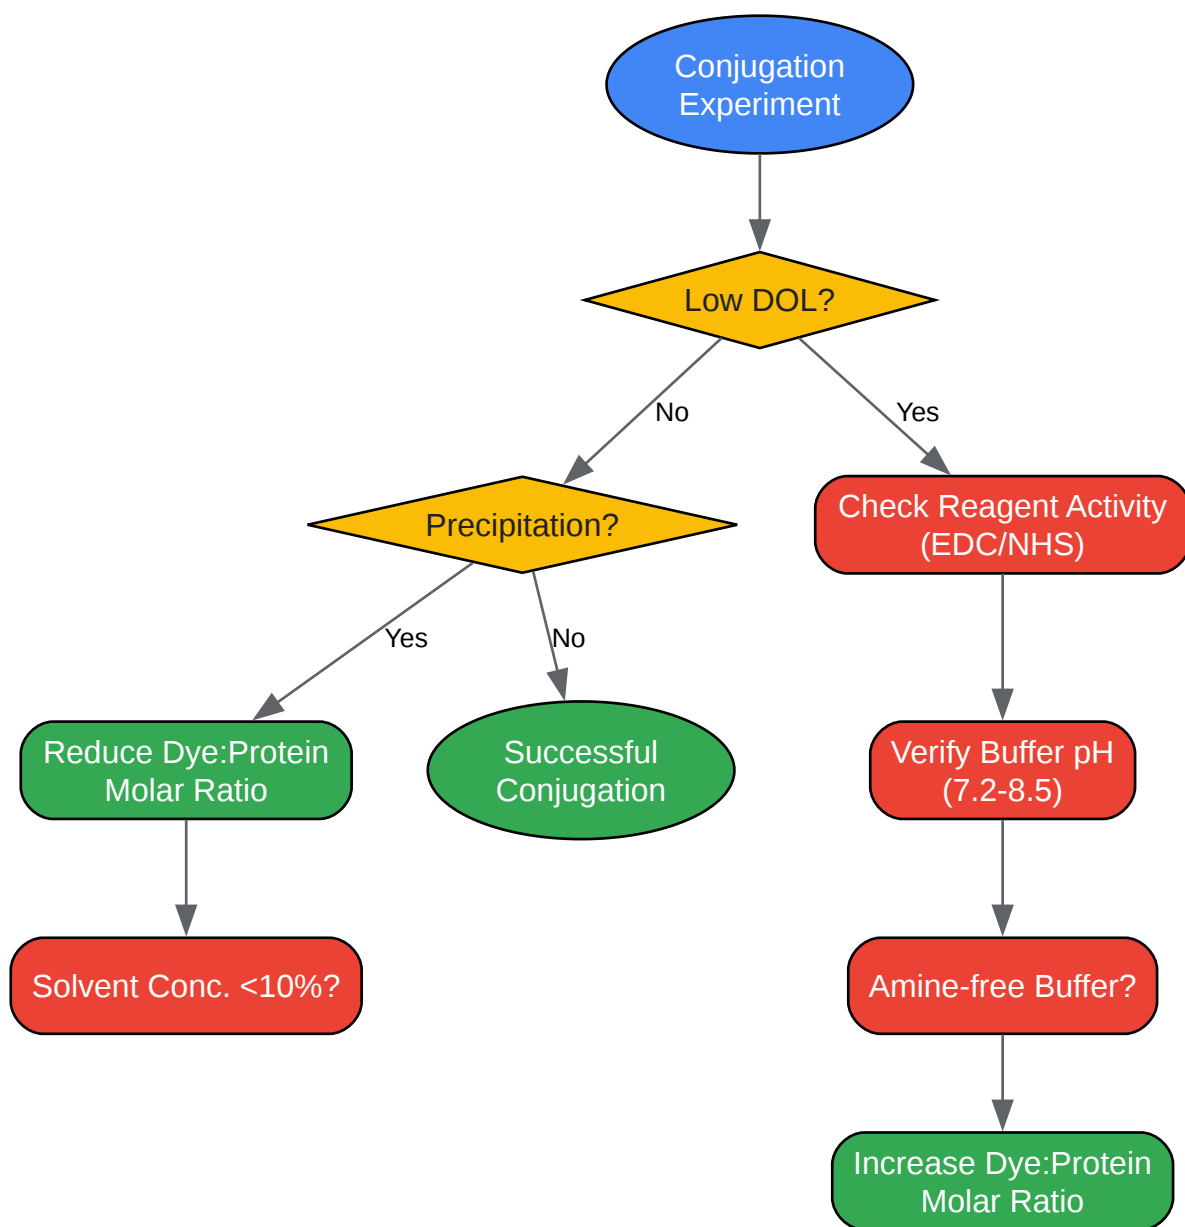 Conjugation
Experiment
Low DOL?
No
Yes
Precipitation?
Check Reagent Activity
(EDC/NHS)
Yes
No
Reduce Dye:Protein
Molar Ratio
Successful
Conjugation
Verify Buffer pH
(7.2-8.5)
Solvent Conc. <10%?
Amine-free Buffer?
Increase Dye:Protein
Molar Ratio